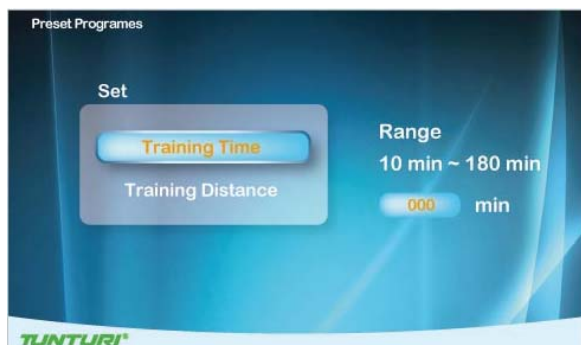 Preset Programes
Set
Training Time
Training Distance
Range
10 min ~ 180 min
000 min
TUNTURI®